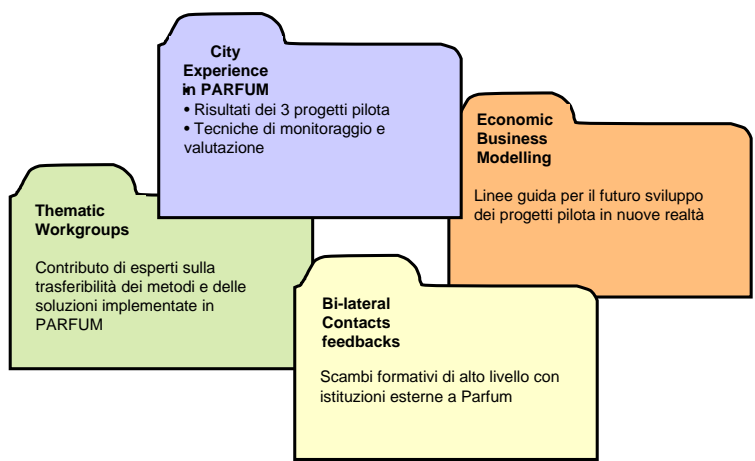 City
Experience
in PARFUM
• Risultati dei 3 progetti pilota
• Tecniche di monitoraggio e
valutazione
Economic
Business
Modelling
Linee guida per il futuro sviluppo
dei progetti pilota in nuove realtà
Thematic
Workgroups
Contributo di esperti sulla
trasferibilità dei metodi e delle
soluzioni implementate in
PARFUM
Bi-lateral
Contacts
feedbacks
Scambi formativi di alto livello con
istituzioni esterne a Parfum